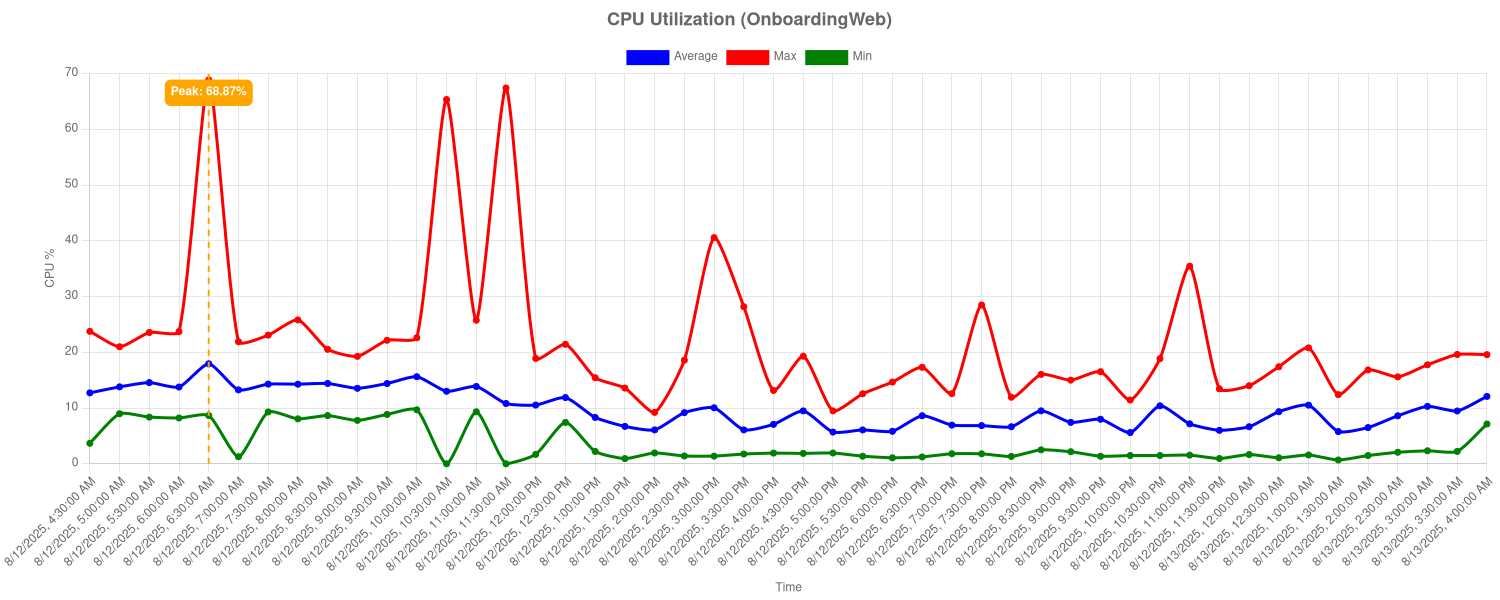 CPU Utilization (OnboardingWeb)
Average Max Min
Peak: 68.87%
70
60
50
40
30
20
10
0
CPU %
8/12/2025, 4:30:00 AM
8/12/2025, 5:00:00 AM
8/12/2025, 5:30:00 AM
8/12/2025, 6:00:00 AM
8/12/2025, 6:30:00 AM
8/12/2025, 7:00:00 AM
8/12/2025, 7:30:00 AM
8/12/2025, 8:00:00 AM
8/12/2025, 8:30:00 AM
8/12/2025, 9:00:00 AM
8/12/2025, 9:30:00 AM
8/12/2025, 10:00:00 AM
8/12/2025, 10:30:00 AM
8/12/2025, 11:00:00 AM
8/12/2025, 11:30:00 AM
8/12/2025, 12:00:00 PM
8/12/2025, 12:30:00 PM
8/12/2025, 1:00:00 PM
8/12/2025, 1:30:00 PM
8/12/2025, 2:00:00 PM
8/12/2025, 2:30:00 PM
8/12/2025, 3:00:00 PM
8/12/2025, 3:30:00 PM
8/12/2025, 4:00:00 PM
8/12/2025, 4:30:00 PM
8/12/2025, 5:00:00 PM
8/12/2025, 5:30:00 PM
8/12/2025, 6:00:00 PM
8/12/2025, 6:30:00 PM
8/12/2025, 7:00:00 PM
8/12/2025, 7:30:00 PM
8/12/2025, 8:00:00 PM
8/12/2025, 8:30:00 PM
8/12/2025, 9:00:00 PM
8/12/2025, 9:30:00 PM
8/12/2025, 10:00:00 PM
8/12/2025, 10:30:00 PM
8/12/2025, 11:00:00 PM
8/12/2025, 11:30:00 PM
8/13/2025, 12:00:00 AM
8/13/2025, 12:30:00 AM
8/13/2025, 1:00:00 AM
8/13/2025, 1:30:00 AM
8/13/2025, 2:00:00 AM
8/13/2025, 2:30:00 AM
8/13/2025, 3:00:00 AM
8/13/2025, 3:30:00 AM
8/13/2025, 4:00:00 AM
Time